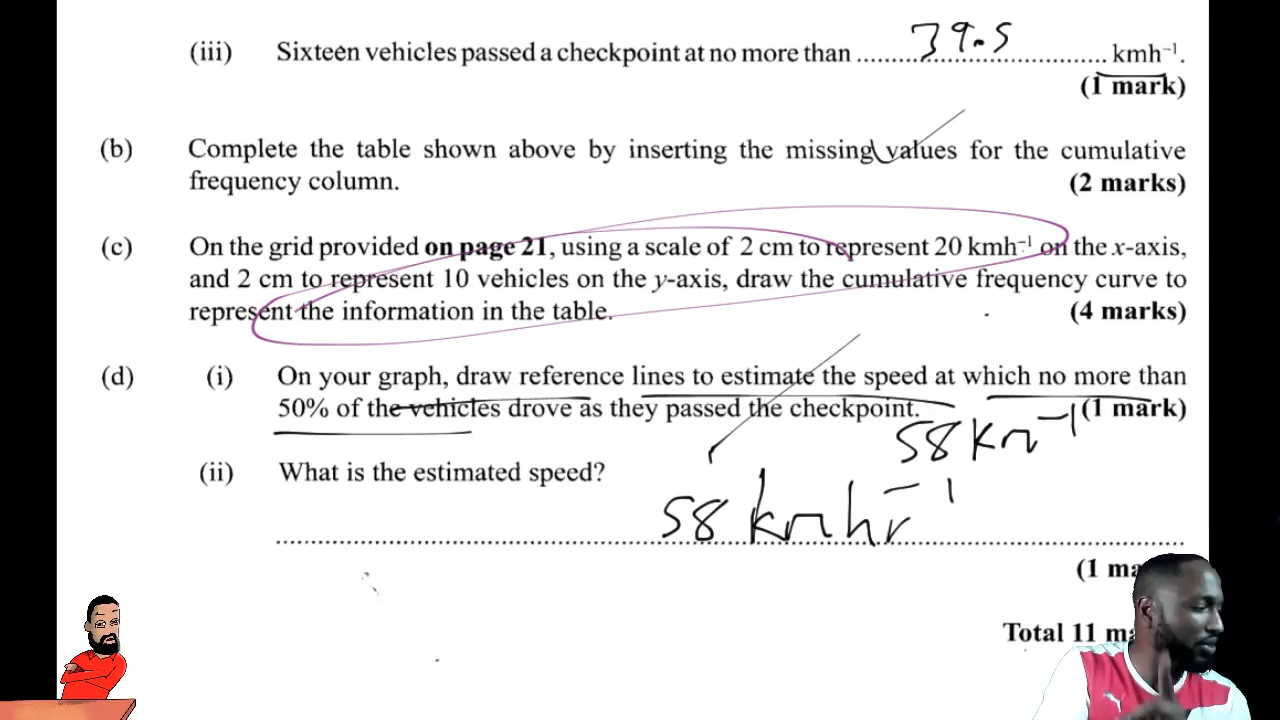 (iii) Sixteen vehicles passed a checkpoint at no more than ........39.5........ kmh⁻¹.
(1 mark)
(b) Complete the table shown above by inserting the missing values for the cumulative
frequency column. (2 marks)
(c) On the grid provided on page 21, using a scale of 2 cm to represent 20 kmh⁻¹ on the x-axis,
and 2 cm to represent 10 vehicles on the y-axis, draw the cumulative frequency curve to
represent the information in the table. (4 marks)
(d) (i) On your graph, draw reference lines to estimate the speed at which no more than
50% of the vehicles drove as they passed the checkpoint. (1 mark)
58 km⁻¹
(ii) What is the estimated speed?
58 kmhr⁻¹
(1 ma
Total 11 ma